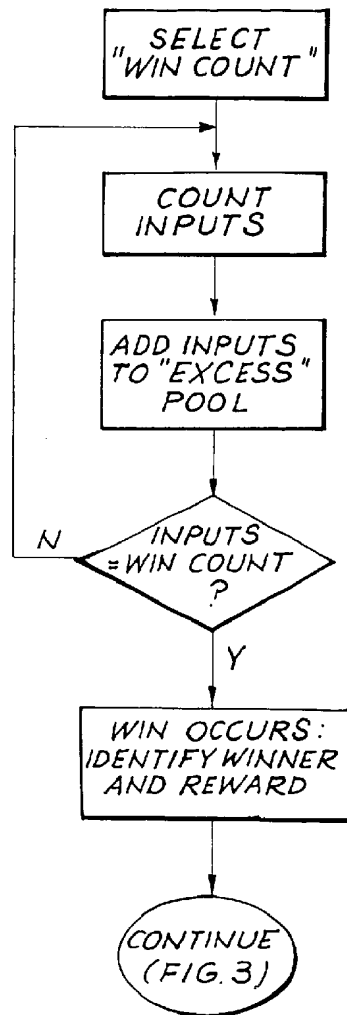 SELECT
"WIN COUNT"
COUNT
INPUTS
ADD INPUTS
TO "EXCESS"
POOL
INPUTS
= WIN COUNT
?
N
Y
WIN OCCURS:
IDENTIFY WINNER
AND REWARD
CONTINUE
(FIG. 3)